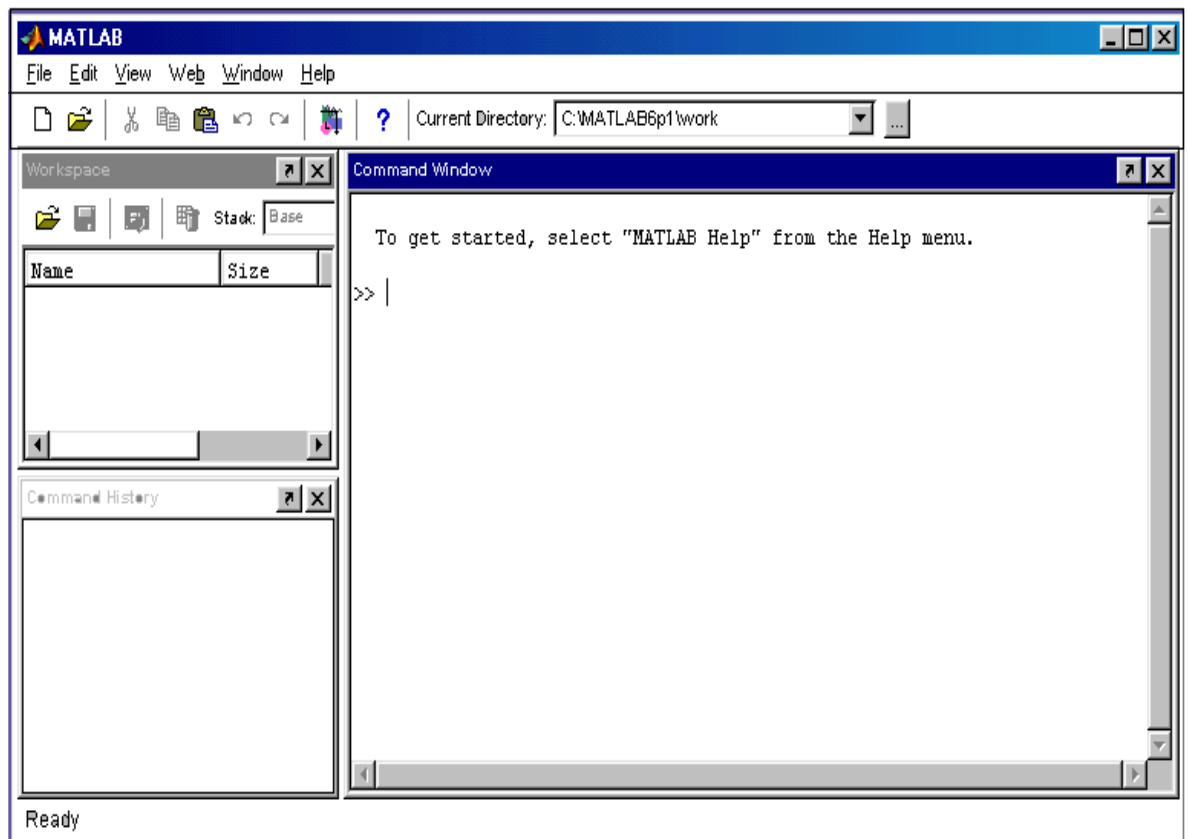 MATLAB
File Edit View Web Window Help
? Current Directory: C:\MATLAB6p1\work ...
Workspace
Stack: Base
Name Size
Command History
Command Window
To get started, select "MATLAB Help" from the Help menu.
>>
Ready